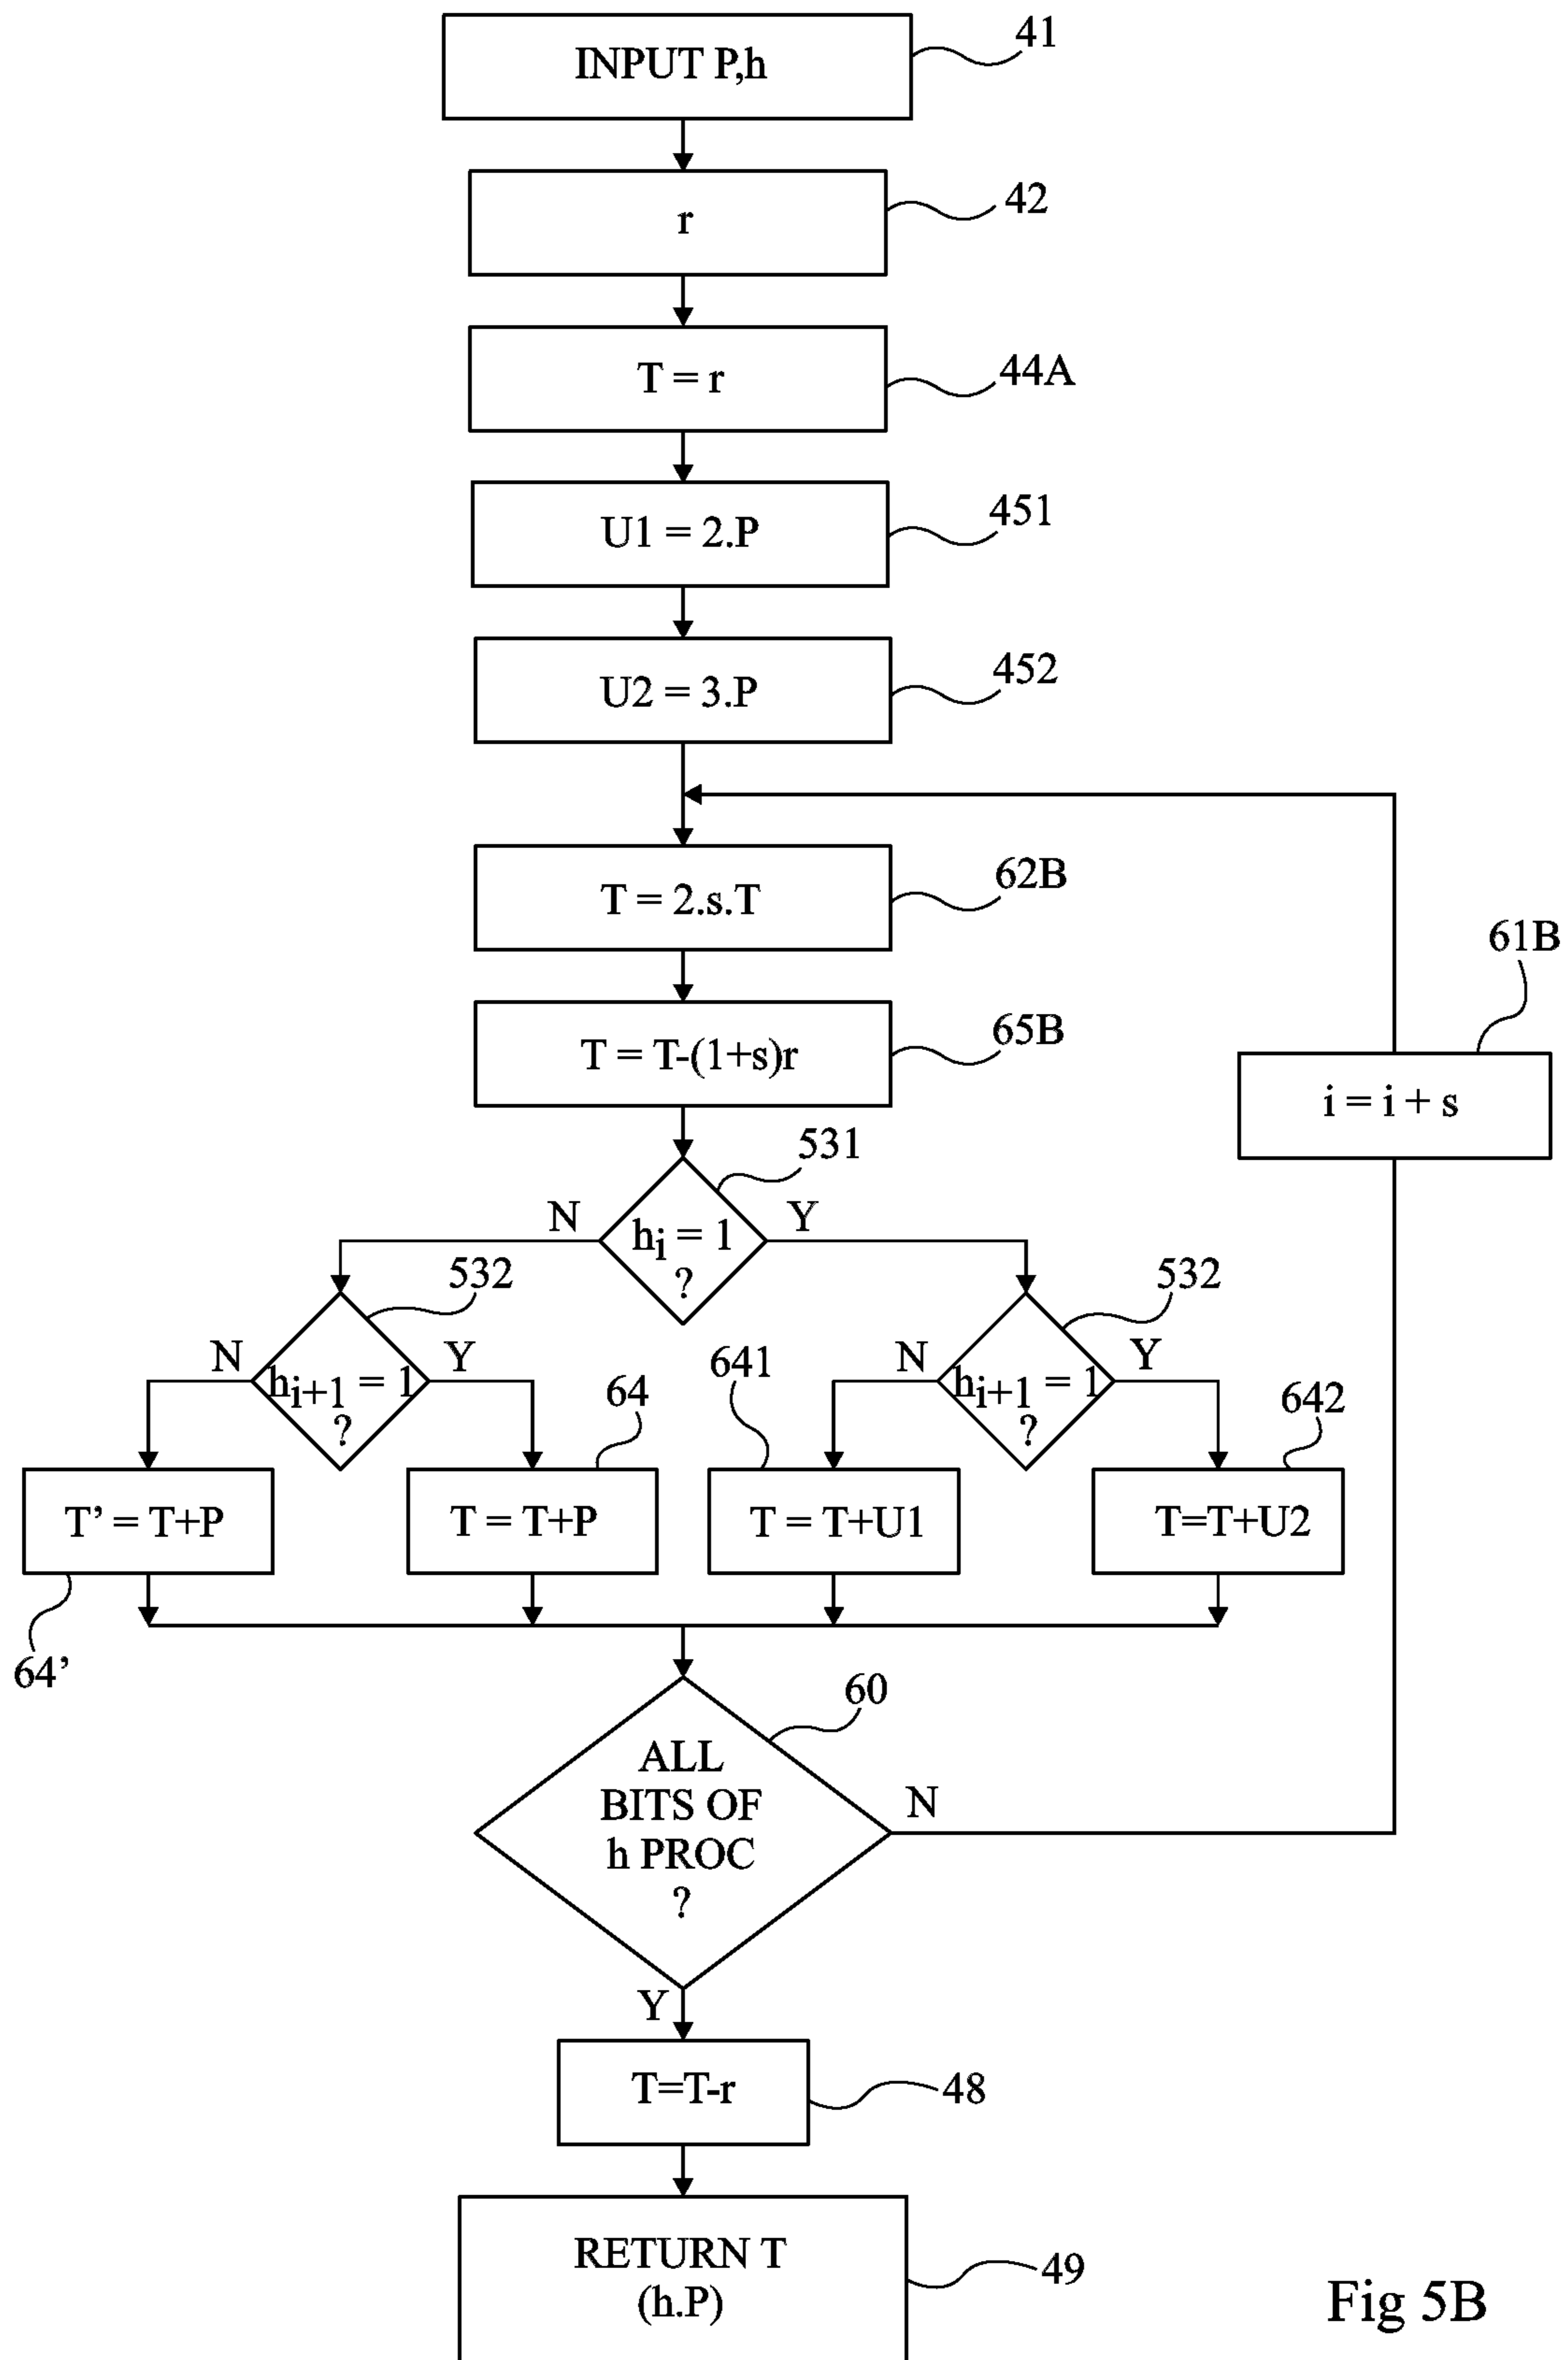 INPUT P,h
41
r
42
T = r
44A
U1 = 2.P
451
U2 = 3.P
452
T = 2.s.T
62B
61B
T = T-(1+s)r
65B
i = i + s
531
N
hi = 1
?
Y
532
532
N
hi+1 = 1
?
Y
64
641
N
hi+1 = 1
?
Y
642
T’ = T+P
T = T+P
T = T+U1
T=T+U2
64’
60
ALL
BITS OF
h PROC
?
N
Y
T=T-r
48
RETURN T
(h.P)
49
Fig 5B